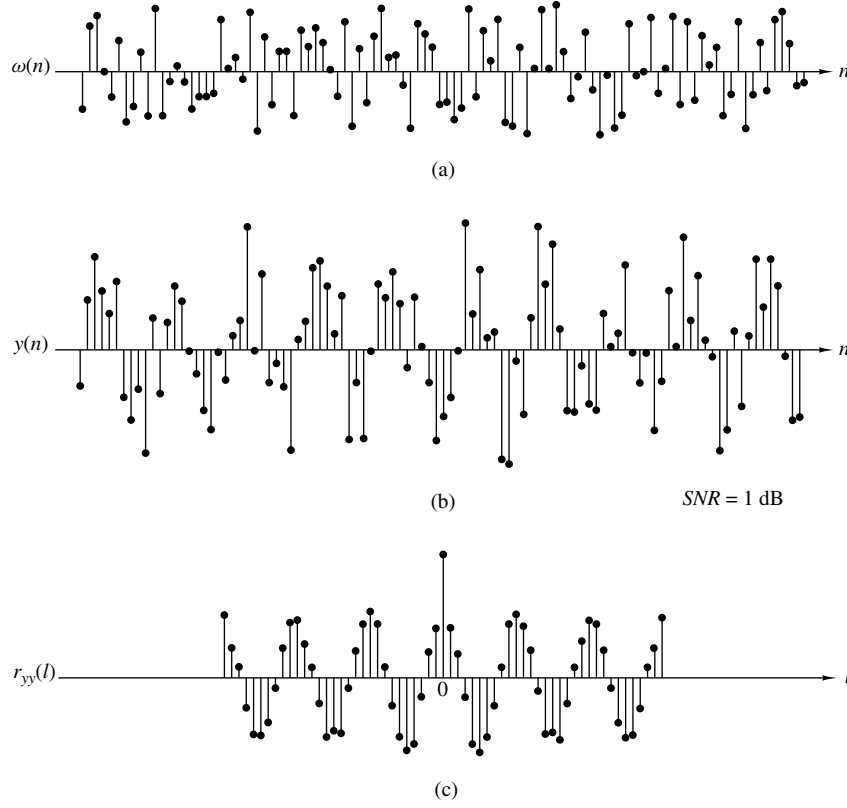 ω(n)
n
(a)
y(n)
n
(b)
SNR = 1 dB
r_yy(l)
0
l
(c)